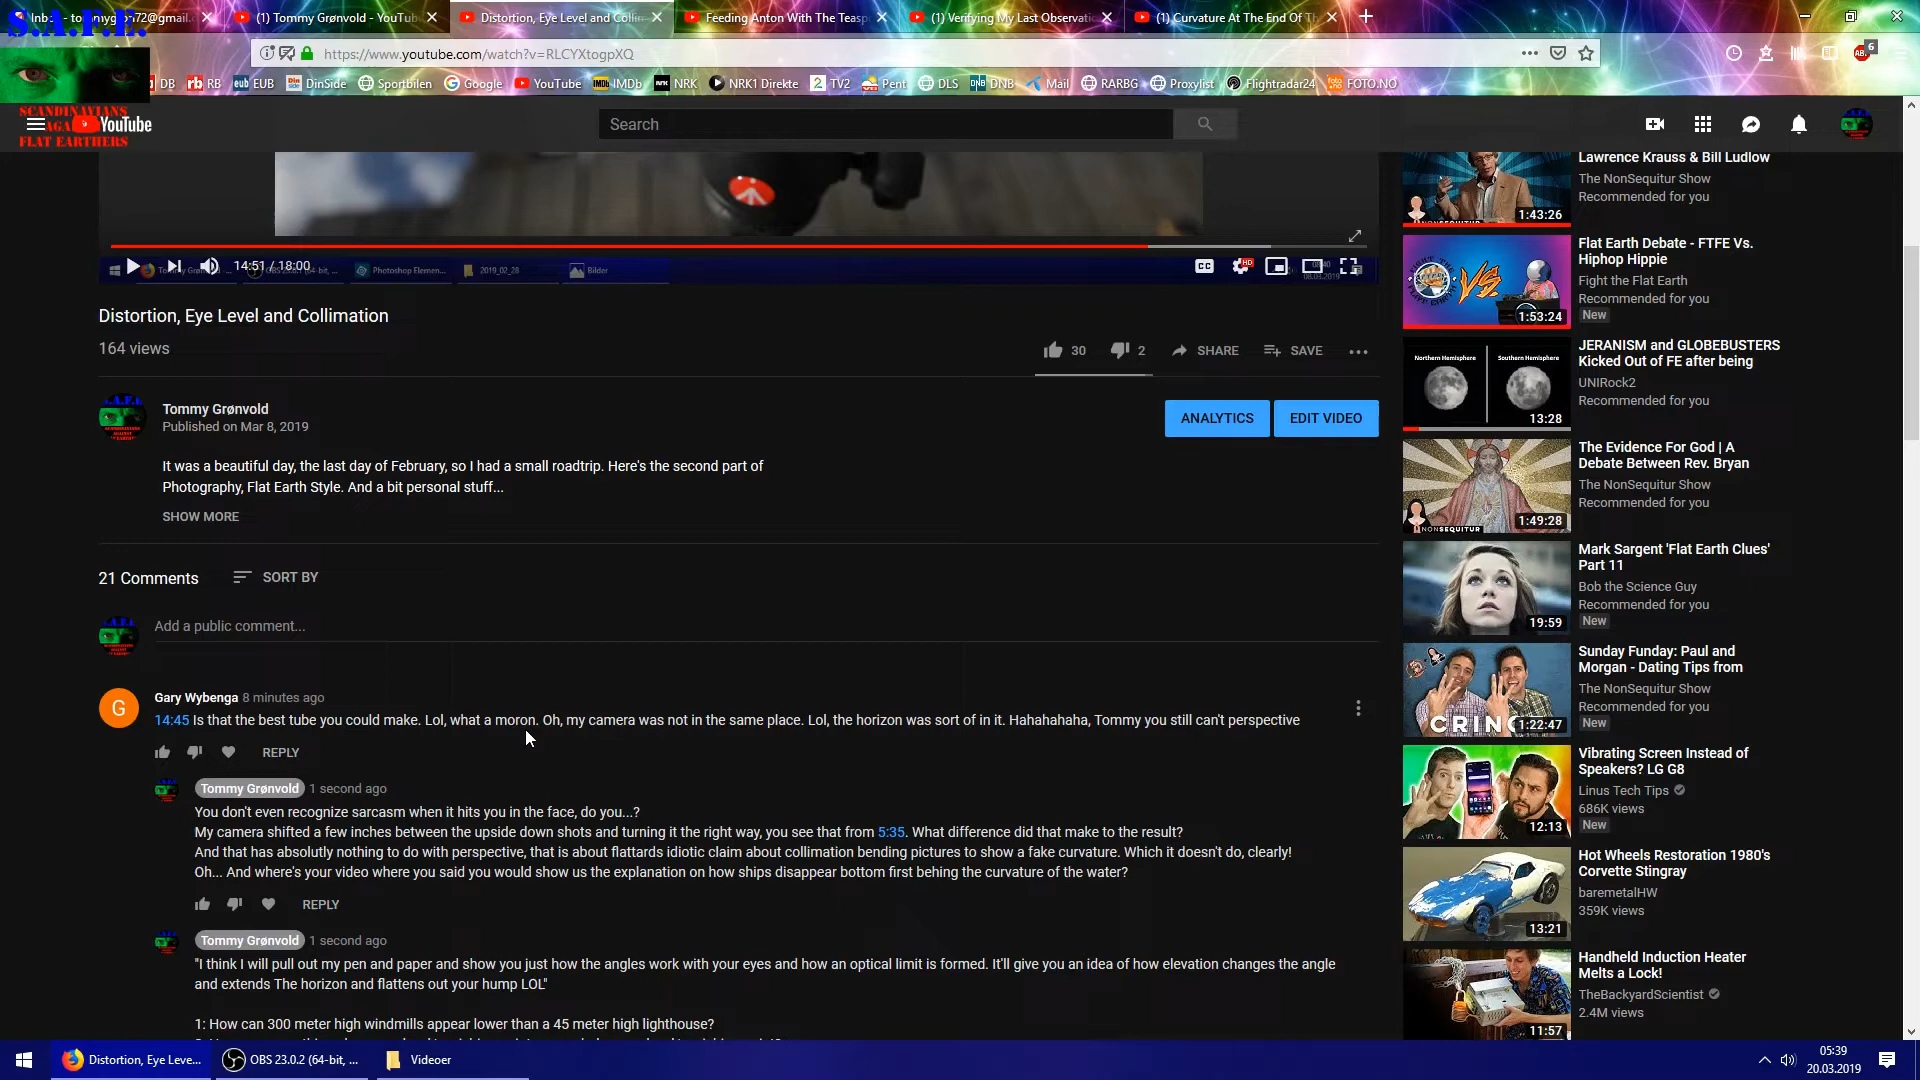 Inbox - tommygron72@gmail.
(1) Tommy Grønvold - YouTub
Distortion, Eye Level and Collim
Feeding Anton With The Teasp
(1) Verifying My Last Observati
(1) Curvature At The End Of Th
S.A.F.E.
https://www.youtube.com/watch?v=RLCYXtogpXQ
6
DB
rb RB
eub EUB
DinSide
Sportbilen
Google
YouTube
IMDb
NRK
NRK1 Direkte
TV2
Pent
DLS
DNB
Mail
RARBG
Proxylist
Flightradar24
FOTO.NO
SCANDINAVIANS
AGA
FLAT EARTHERS
YouTube
Search
14:51 / 18:00
CC
HD
Photoshop Elemen...
2019_02_28
Bilder
Distortion, Eye Level and Collimation
164 views
30
2
SHARE
SAVE
Tommy Grønvold
Published on Mar 8, 2019
ANALYTICS
EDIT VIDEO
It was a beautiful day, the last day of February, so I had a small roadtrip. Here's the second part of
Photography, Flat Earth Style. And a bit personal stuff...
SHOW MORE
21 Comments
SORT BY
Add a public comment...
G
Gary Wybenga 8 minutes ago
14:45 Is that the best tube you could make. Lol, what a moron. Oh, my camera was not in the same place. Lol, the horizon was sort of in it. Hahahahaha, Tommy you still can't perspective
REPLY
Tommy Grønvold 1 second ago
You don't even recognize sarcasm when it hits you in the face, do you...?
My camera shifted a few inches between the upside down shots and turning it the right way, you see that from 5:35. What difference did that make to the result?
And that has absolutly nothing to do with perspective, that is about flattards idiotic claim about collimation bending pictures to show a fake curvature. Which it doesn't do, clearly!
Oh... And where's your video where you said you would show us the explanation on how ships disappear bottom first behing the curvature of the water?
REPLY
Tommy Grønvold 1 second ago
"I think I will pull out my pen and paper and show you just how the angles work with your eyes and how an optical limit is formed. It'll give you an idea of how elevation changes the angle
and extends The horizon and flattens out your hump LOL"
1: How can 300 meter high windmills appear lower than a 45 meter high lighthouse?
Lawrence Krauss & Bill Ludlow
The NonSequitur Show
Recommended for you
1:43:26
Flat Earth Debate - FTFE Vs.
Hiphop Hippie
Fight the Flat Earth
Recommended for you
New
VS
1:53:24
JERANISM and GLOBEBUSTERS
Kicked Out of FE after being
UNIRock2
Recommended for you
Northern Hemisphere
Southern Hemisphere
13:28
The Evidence For God | A
Debate Between Rev. Bryan
The NonSequitur Show
Recommended for you
NONSEQUITUR
1:49:28
Mark Sargent 'Flat Earth Clues'
Part 11
Bob the Science Guy
Recommended for you
New
19:59
Sunday Funday: Paul and
Morgan - Dating Tips from
The NonSequitur Show
Recommended for you
New
CRING
1:22:47
Vibrating Screen Instead of
Speakers? LG G8
Linus Tech Tips
686K views
New
12:13
Hot Wheels Restoration 1980's
Corvette Stingray
baremetalHW
359K views
13:21
Handheld Induction Heater
Melts a Lock!
TheBackyardScientist
2.4M views
11:57
Distortion, Eye Leve...
OBS 23.0.2 (64-bit, ...
Videoer
05:39
20.03.2019